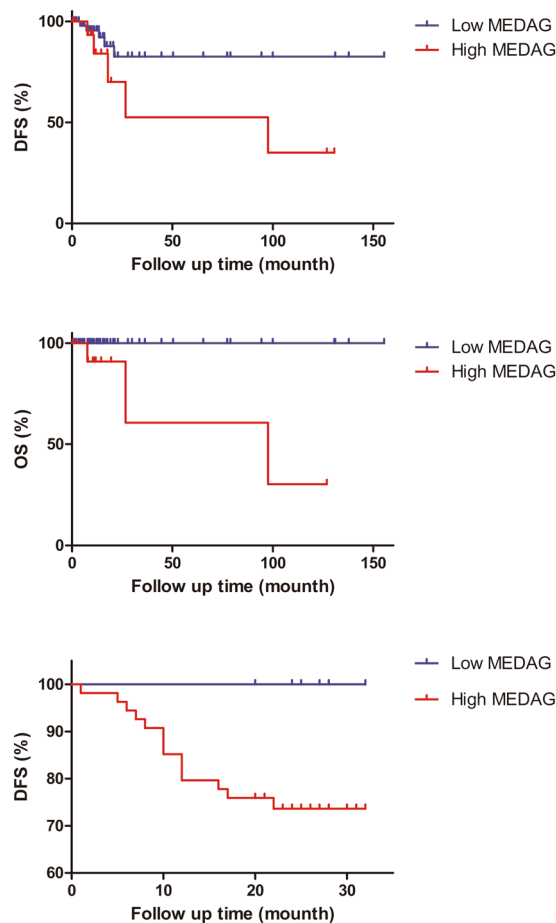 100
50
0
DFS (%)
0 50 100 150
Follow up time (mounth)
Low MEDAG
High MEDAG
100
50
0
OS (%)
0 50 100 150
Follow up time (mounth)
Low MEDAG
High MEDAG
100
90
80
70
60
DFS (%)
0 10 20 30
Follow up time (mounth)
Low MEDAG
High MEDAG